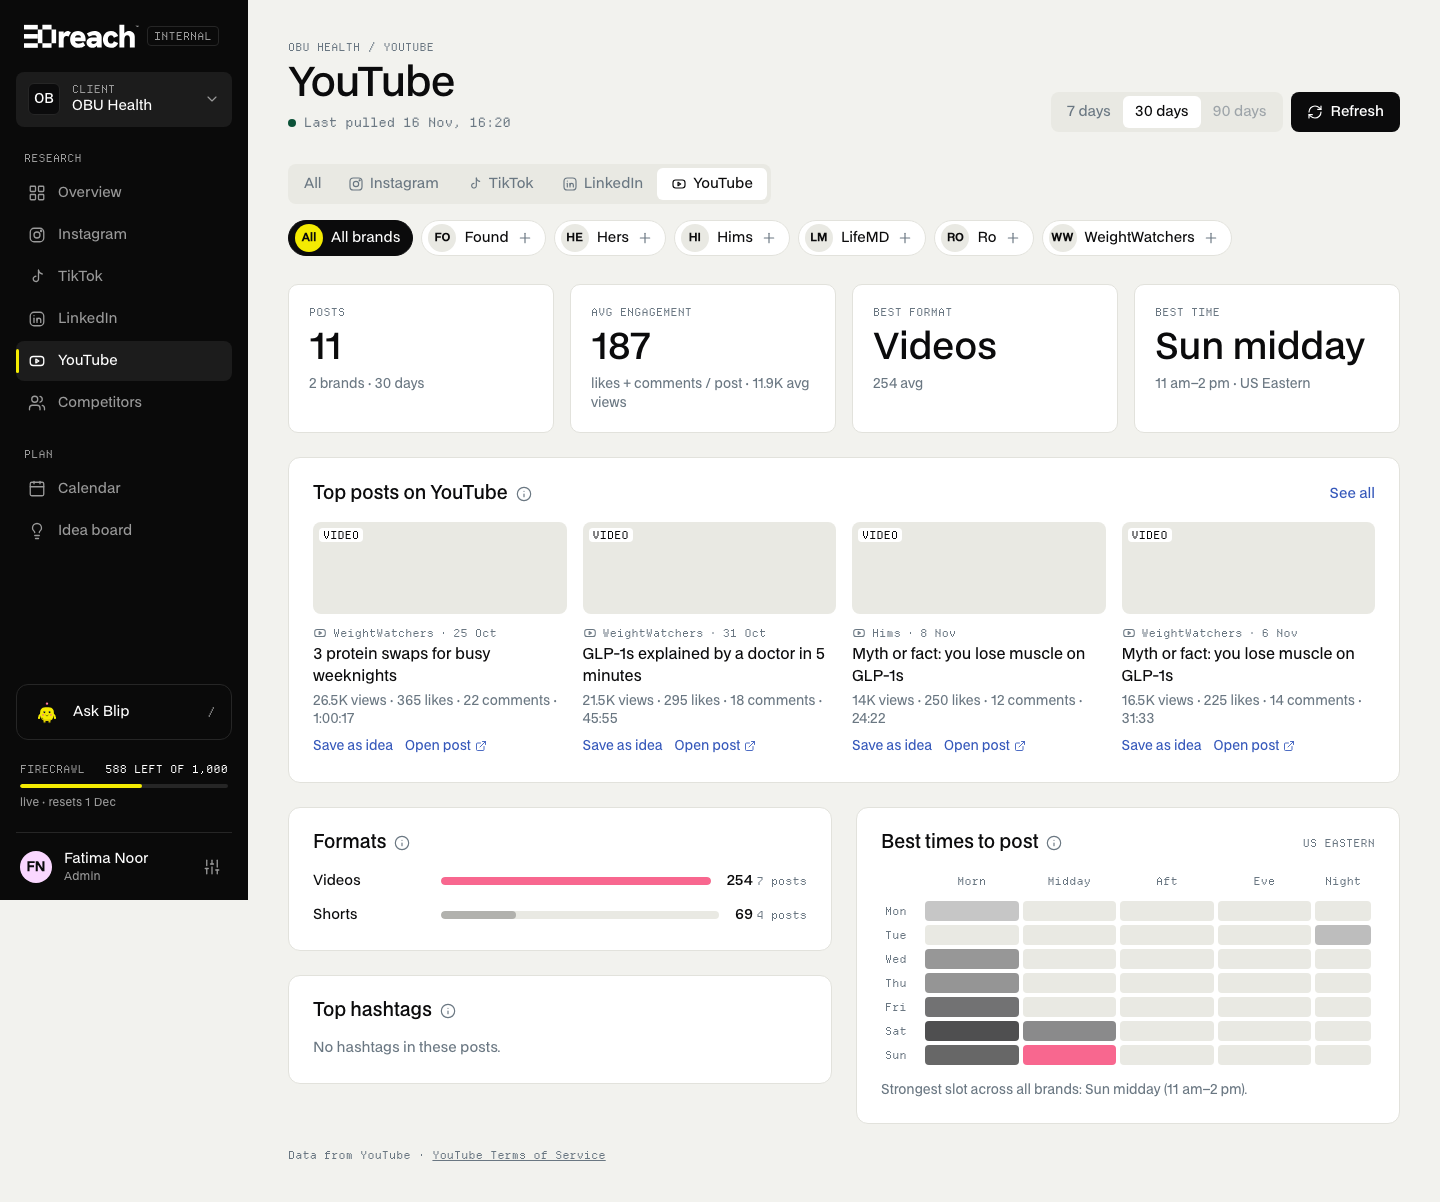 reach
INTERNAL
OB
CLIENT
OBU Health
RESEARCH
Overview
Instagram
TikTok
LinkedIn
YouTube
Competitors
PLAN
Calendar
Idea board
Ask Blip /
FIRECRAWL 588 LEFT OF 1,000
live · resets 1 Dec
FN
Fatima Noor
Admin
OBU HEALTH / YOUTUBE
YouTube
Last pulled 16 Nov, 16:20
7 days 30 days 90 days Refresh
All Instagram TikTok LinkedIn YouTube
All All brands FO Found + HE Hers + HI Hims + LM LifeMD + RO Ro + WW WeightWatchers +
POSTS
11
2 brands · 30 days
AVG ENGAGEMENT
187
likes + comments / post · 11.9K avg
views
BEST FORMAT
Videos
254 avg
BEST TIME
Sun midday
11 am–2 pm · US Eastern
Top posts on YouTube
See all
VIDEO
WeightWatchers · 25 Oct
3 protein swaps for busy
weeknights
26.5K views · 365 likes · 22 comments ·
1:00:17
Save as idea Open post
VIDEO
WeightWatchers · 31 Oct
GLP-1s explained by a doctor in 5
minutes
21.5K views · 295 likes · 18 comments ·
45:55
Save as idea Open post
VIDEO
Hims · 8 Nov
Myth or fact: you lose muscle on
GLP-1s
14K views · 250 likes · 12 comments ·
24:22
Save as idea Open post
VIDEO
WeightWatchers · 6 Nov
Myth or fact: you lose muscle on
GLP-1s
16.5K views · 225 likes · 14 comments ·
31:33
Save as idea Open post
Formats
Videos 254 7 posts
Shorts 69 4 posts
Top hashtags
No hashtags in these posts.
Best times to post
US EASTERN
Morn Midday Aft Eve Night
Mon
Tue
Wed
Thu
Fri
Sat
Sun
Strongest slot across all brands: Sun midday (11 am–2 pm).
Data from YouTube · YouTube Terms of Service